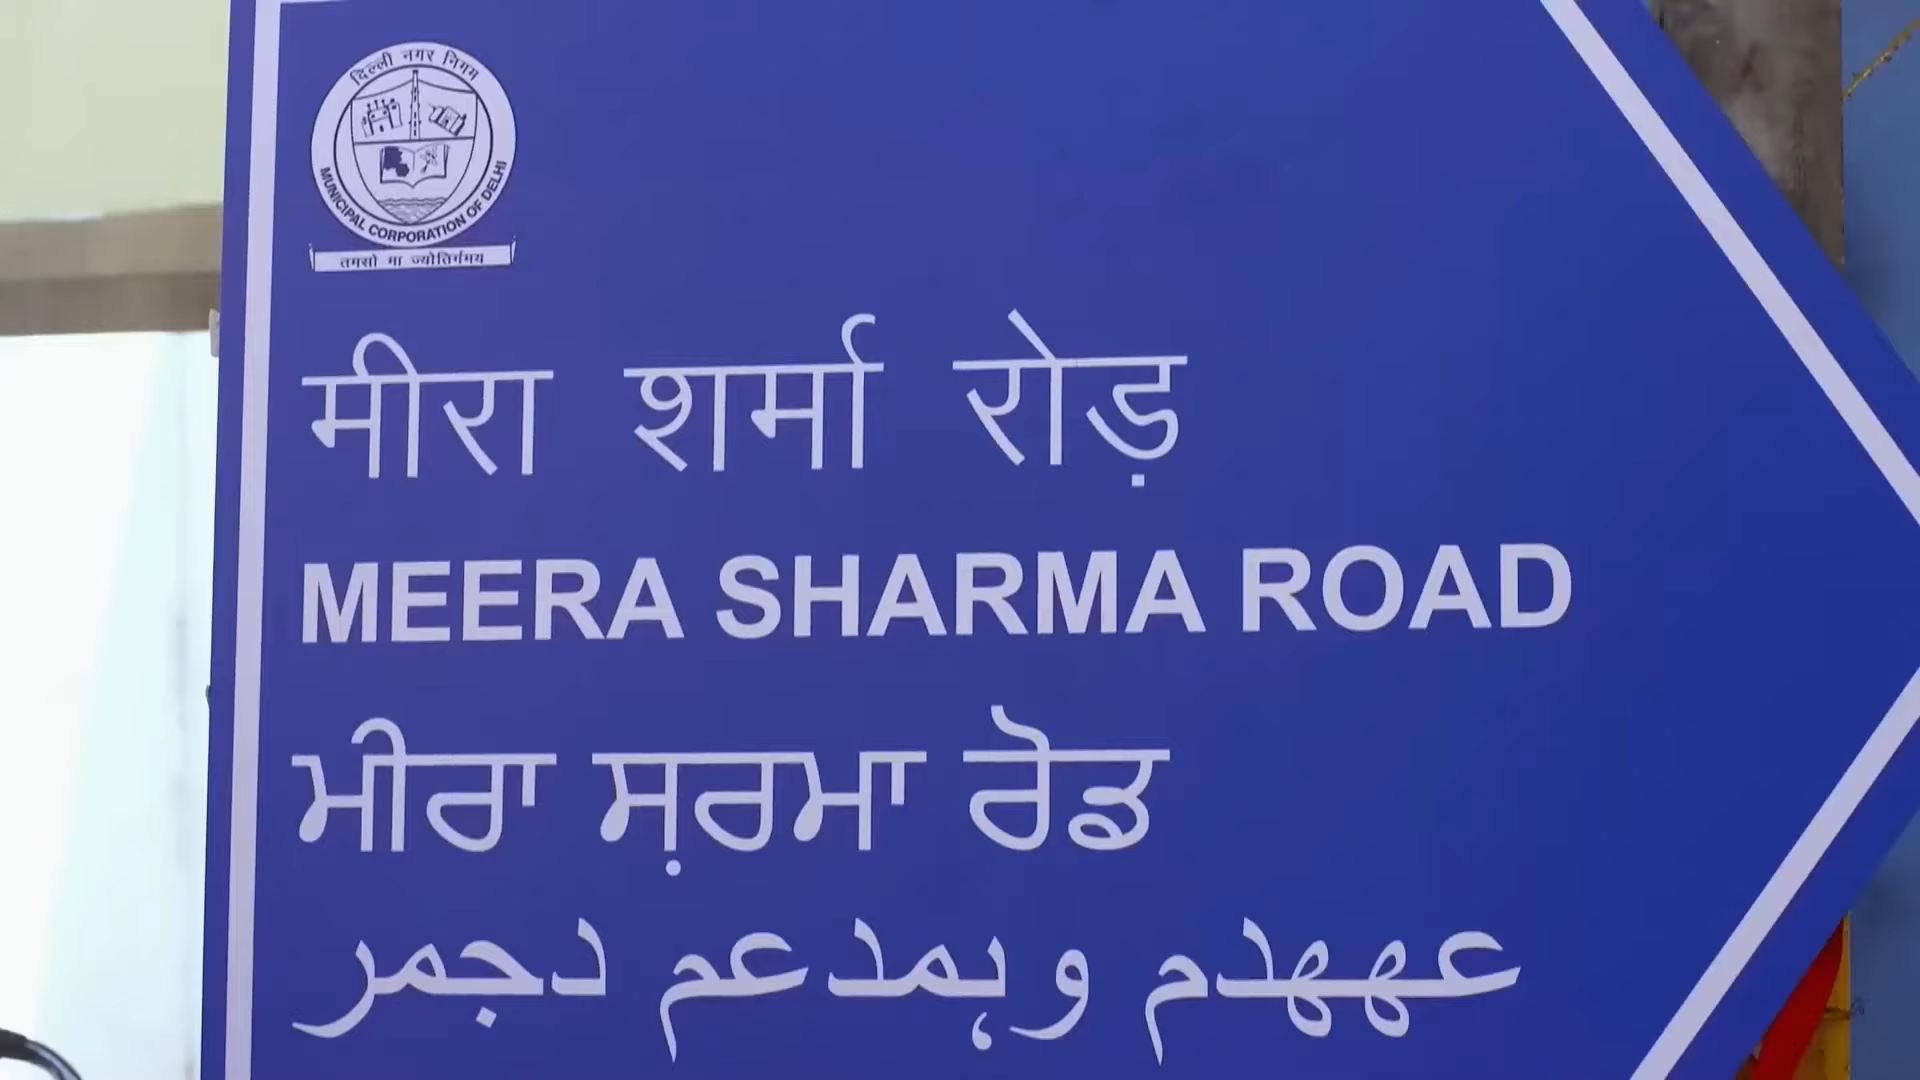 दिल्ली नगर निगम
MUNICIPAL CORPORATION OF DELHI
तमसो मा ज्योतिर्गमय
मीरा शर्मा रोड़
MEERA SHARMA ROAD
ਮੀਰਾ ਸ਼ਰਮਾ ਰੋਡ